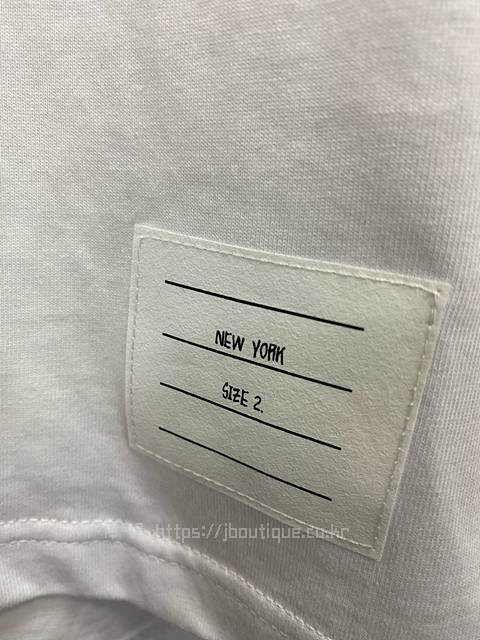 NEW YORK
SIZE 2.
https://jboutique.co.kr